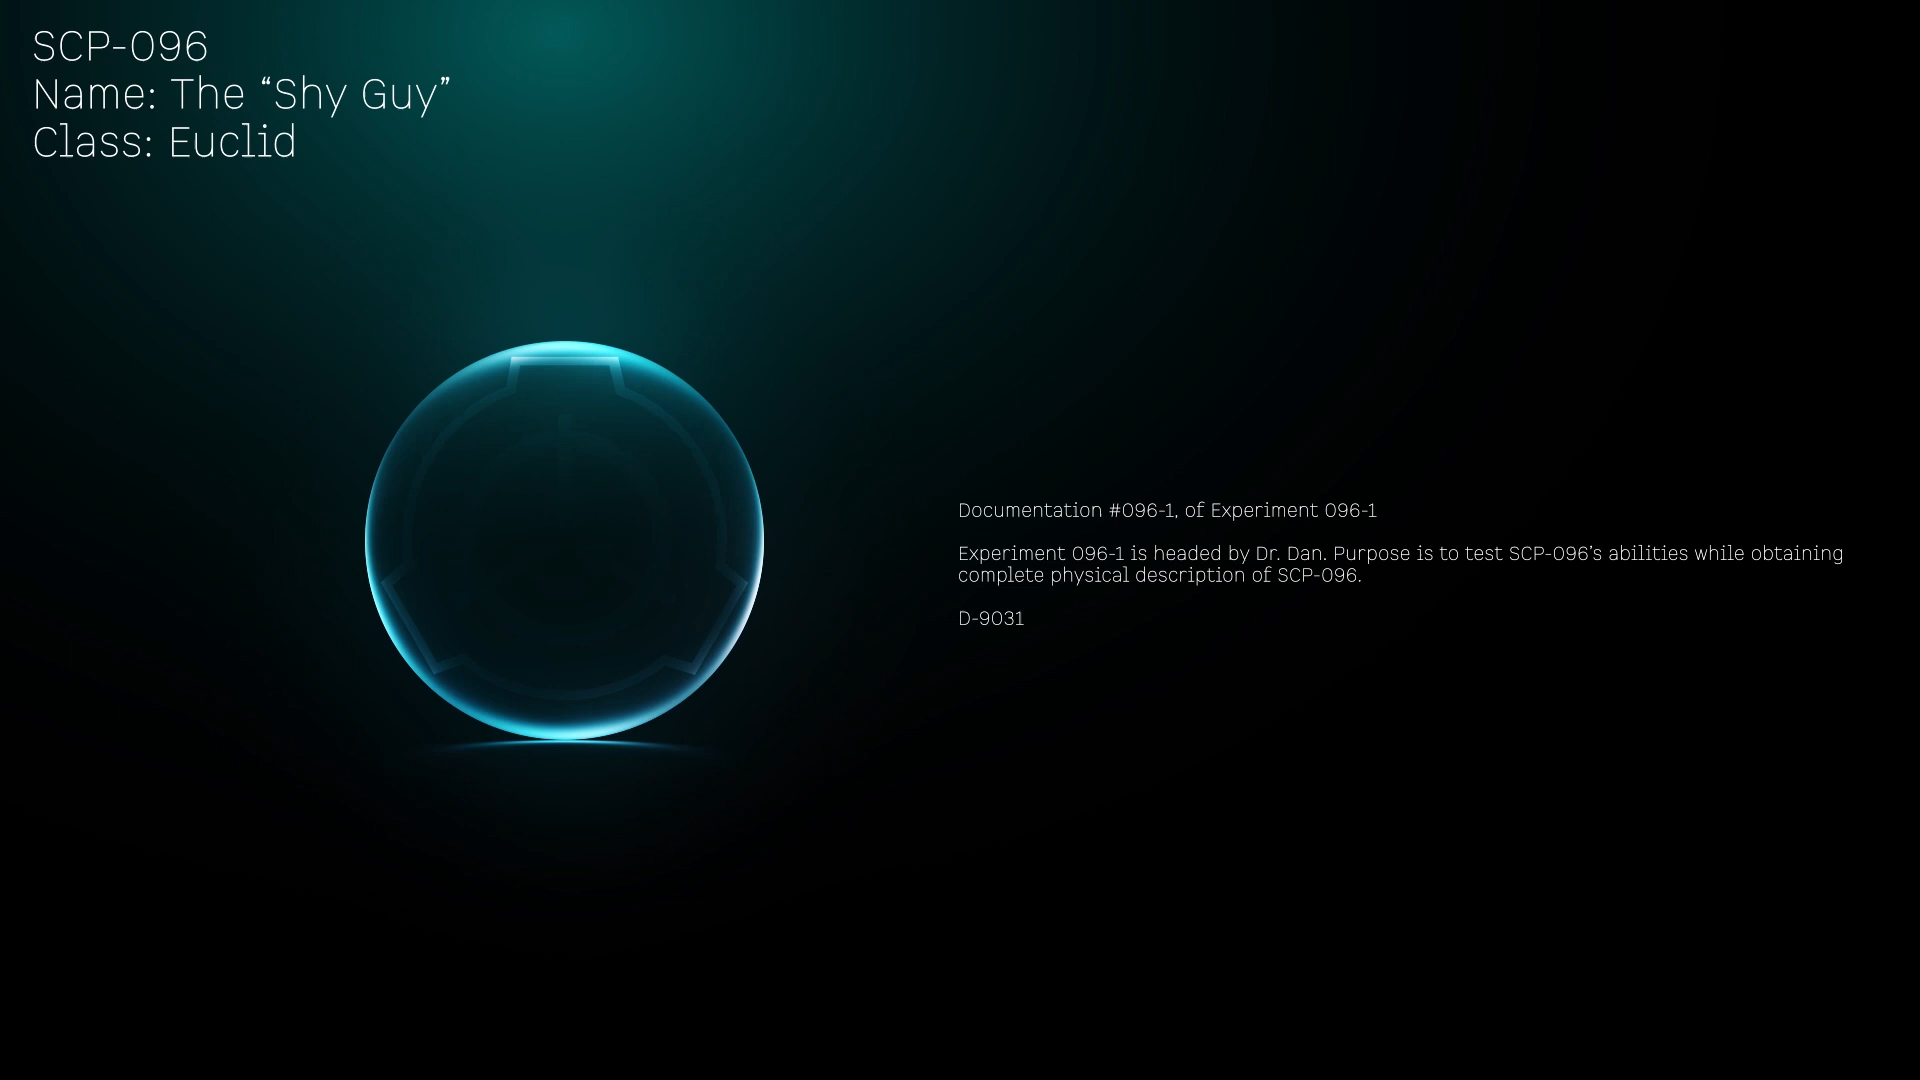 SCP-096
Name: The “Shy Guy”
Class: Euclid
Documentation #096-1, of Experiment 096-1
Experiment 096-1 is headed by Dr. Dan. Purpose is to test SCP-096’s abilities while obtaining
complete physical description of SCP-096.
D-9031